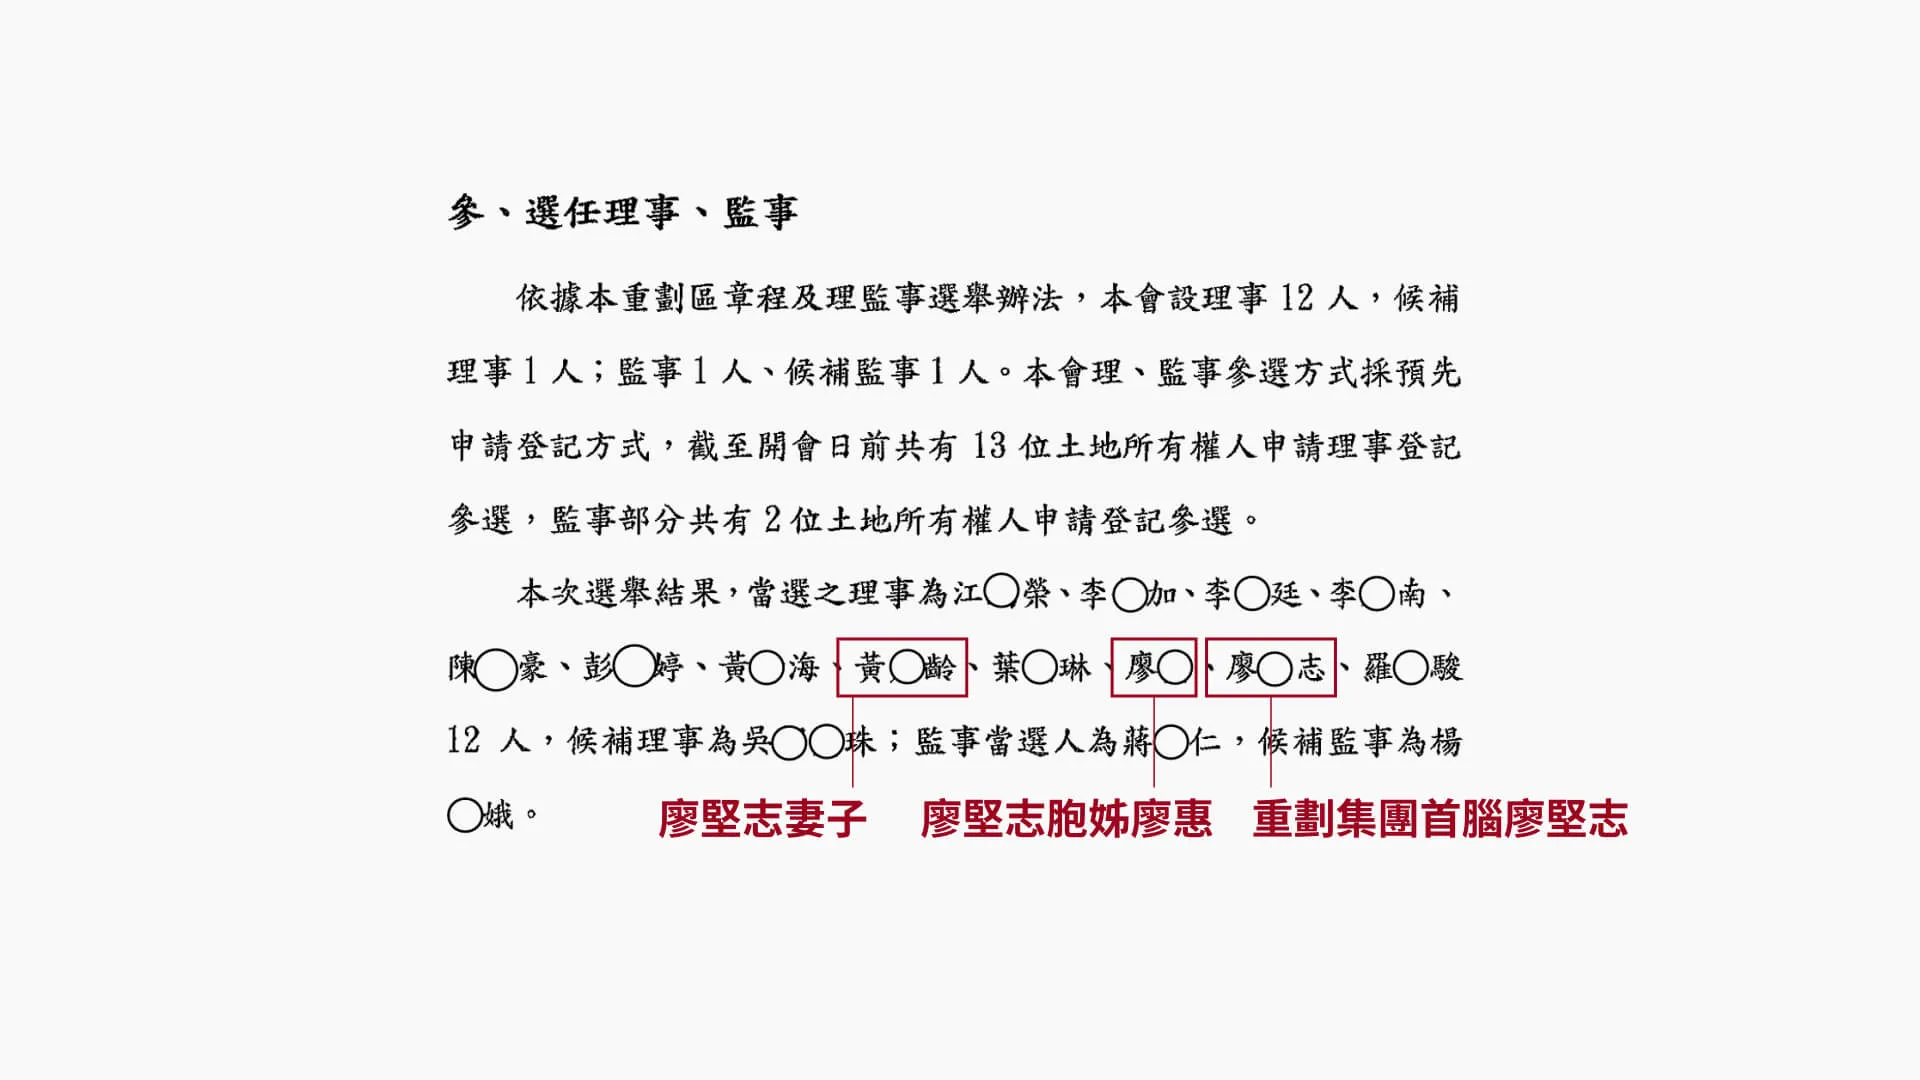 參、選任理事、監事
依據本重劃區章程及理監事選舉辦法，本會設理事 12 人，候補
理事 1 人；監事 1 人、候補監事 1 人。本會理、監事參選方式採預先
申請登記方式，截至開會日前共有 13 位土地所有權人申請理事登記
參選，監事部分共有 2 位土地所有權人申請登記參選。
本次選舉結果，當選之理事為江◯榮、李◯加、李◯廷、李◯南、
陳◯豪、彭◯婷、黃◯海、黃◯齡、葉◯琳、廖◯、廖◯志、羅◯駿
12 人，候補理事為吳◯◯珠；監事當選人為蔣◯仁，候補監事為楊
◯娥。
廖堅志妻子 廖堅志胞姊廖惠 重劃集團首腦廖堅志